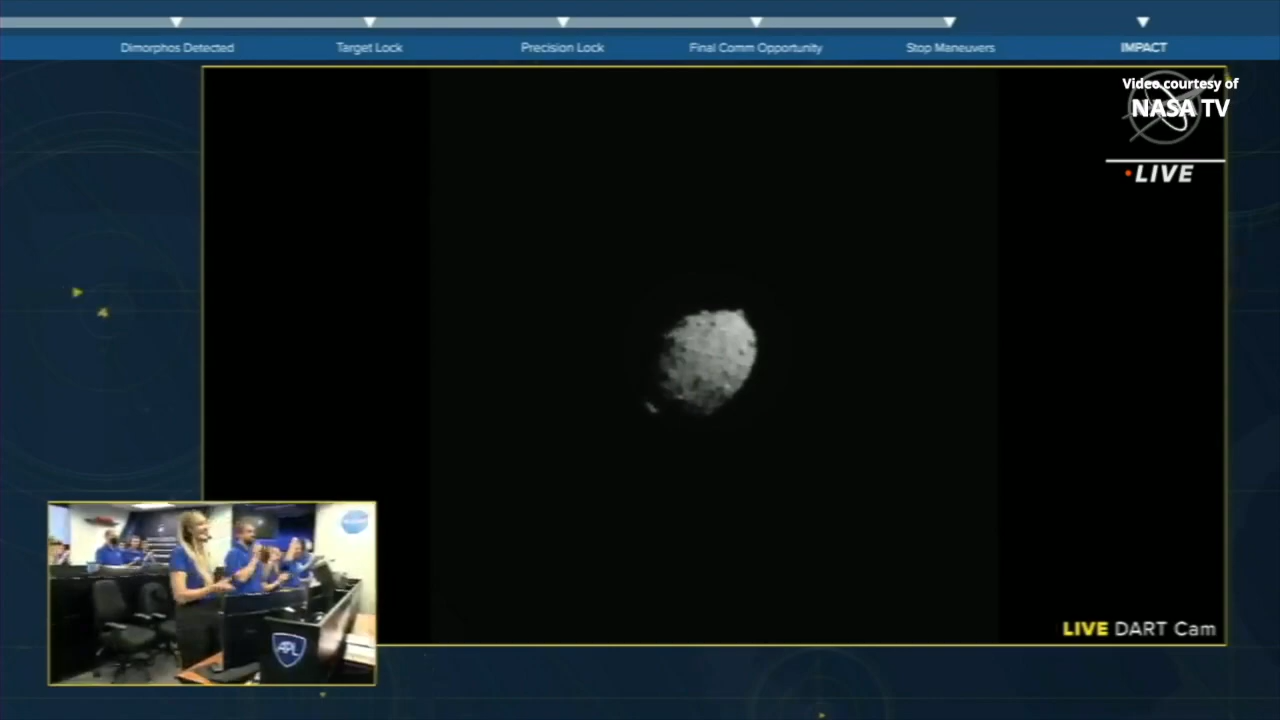 Dimorphos Detected
Target Lock
Precision Lock
Final Comm Opportunity
Stop Maneuvers
IMPACT
Video courtesy of
NASA TV
LIVE
LIVE DART Cam
APL